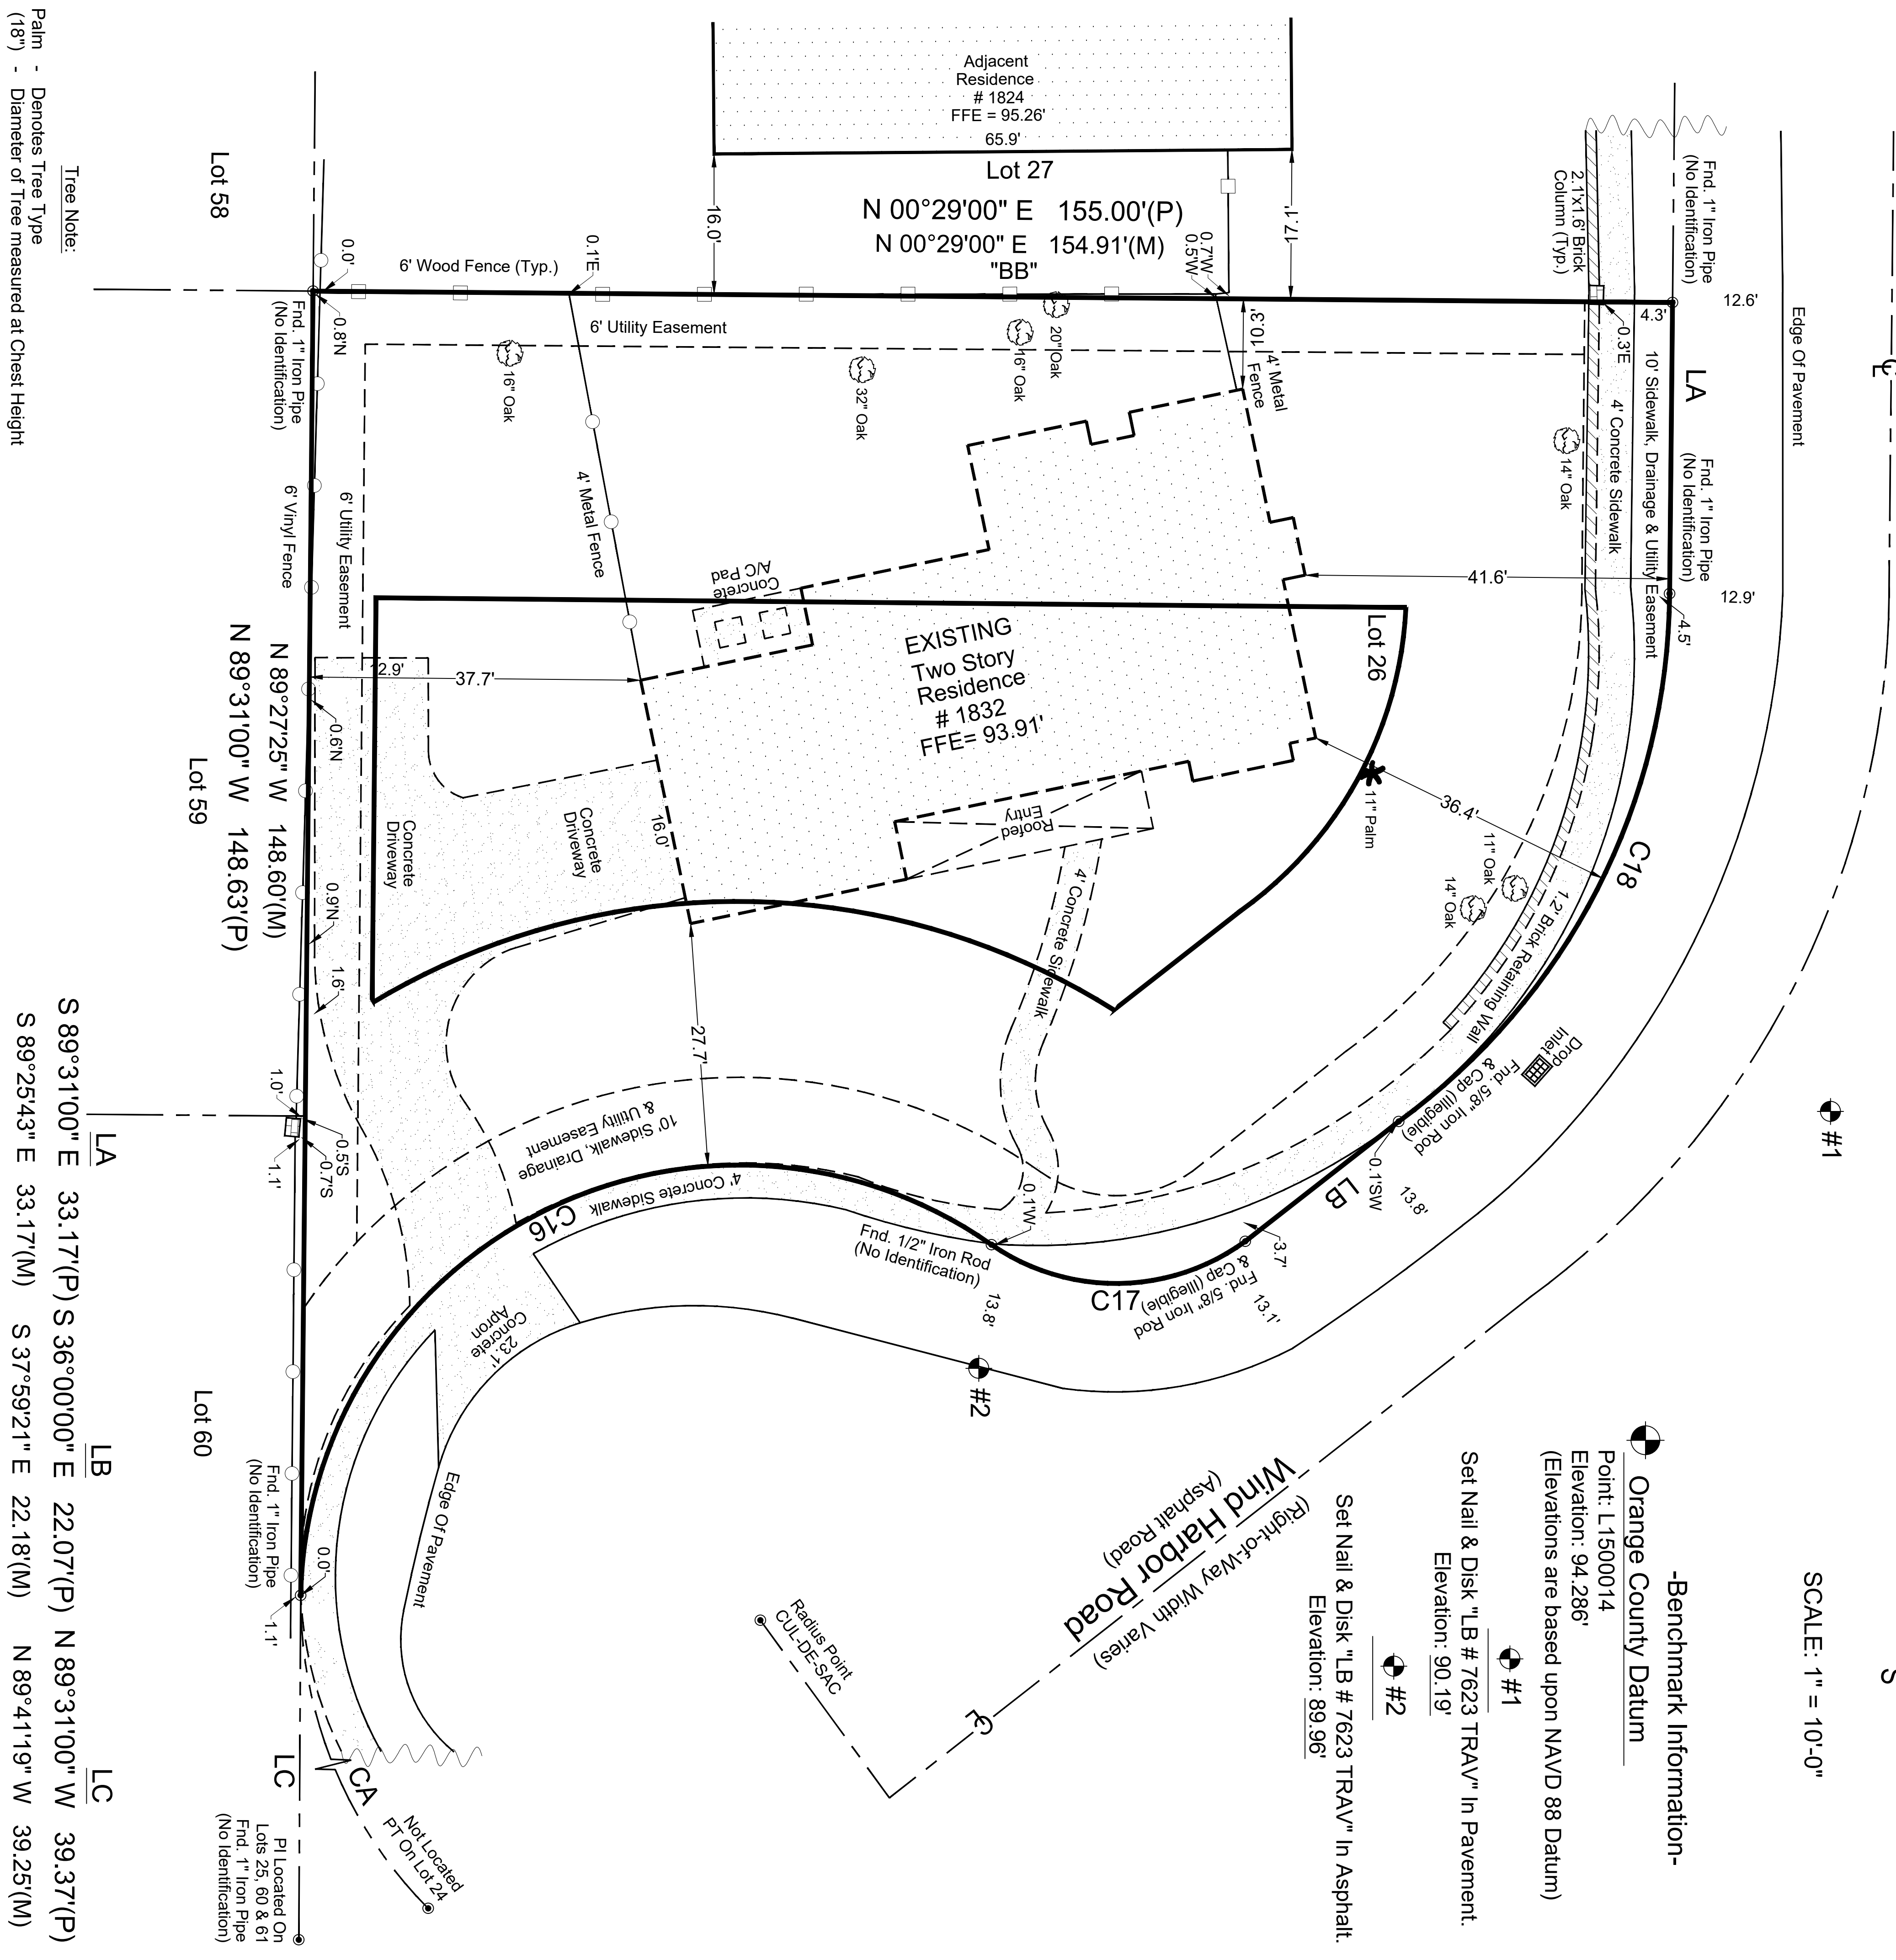 Adjacent
Residence
# 1824
FFE = 95.26'
65.9'
Lot 27
N 00°29'00" E 155.00'(P)
N 00°29'00" E 154.91'(M)
"BB"
16.0'
17.1'
0.7'W
0.5'W
2.1'x1.6' Brick
Column (Typ.)
Fnd. 1" Iron Pipe
(No Identification)
12.6'
Edge Of Pavement
CL
Lot 58
0.0'
6' Wood Fence (Typ.)
0.1'E
0.8'N
Fnd. 1" Iron Pipe
(No Identification)
6' Utility Easement
16" Oak
32" Oak
16" Oak
20" Oak
10.3'
4' Metal
Fence
0.3'E
4.3'
LA
10' Sidewalk, Drainage & Utility Easement
4' Concrete Sidewalk
14" Oak
Fnd. 1" Iron Pipe
(No Identification)
12.9'
4.5'
41.6'
6' Vinyl Fence
6' Utility Easement
4' Metal Fence
Concrete
A/C Pad
EXISTING
Two Story
Residence
# 1832
FFE= 93.91'
Lot 26
12.9'
37.7'
0.6'N
N 89°27'25" W 148.60'(M)
N 89°31'00" W 148.63'(P)
Lot 59
Concrete
Driveway
Concrete
Driveway
16.0'
Roofed
Entry
4' Concrete Sidewalk
11" Palm
36.4'
C18
11" Oak
14" Oak
1.2' Brick Retaining Wall
0.9'N
1.6'
27.7'
Drop
Inlet
Fnd. 5/8" Iron Rod
& Cap (Illegible)
#1
1.0'
0.5'S
0.7'S
1.1'
10' Sidewalk, Drainage
& Utility Easement
4' Concrete Sidewalk
C16
0.1'W
Fnd. 1/2" Iron Rod
(No Identification)
13.8'
0.1'SW
LB
13.8'
3.7'
Fnd. 5/8" Iron Rod
& Cap (Illegible)
13.1'
C17
Concrete
Apron
23.1'
#2
Lot 60
Edge Of Pavement
Fnd. 1" Iron Pipe
(No Identification)
0.0'
1.1'
Wind Harbor Road
(Asphalt Road)
(Right-of-Way Width Varies)
Radius Point
CUL-DE-SAC
CL
LC
CA
Not Located
PT On Lot 24
PI Located On
Lots 25, 60 & 61
Fnd. 1" Iron Pipe
(No Identification)
S
SCALE: 1" = 10'-0"
-Benchmark Information-
Orange County Datum
Point: L1500014
Elevation: 94.286'
(Elevations are based upon NAVD 88 Datum)
#1
Set Nail & Disk "LB # 7623 TRAV" In Pavement.
Elevation: 90.19'
#2
Set Nail & Disk "LB # 7623 TRAV" In Asphalt.
Elevation: 89.96'
LA
S 89°31'00" E 33.17'(P)
S 89°25'43" E 33.17'(M)
LB
S 36°00'00" E 22.07'(P)
S 37°59'21" E 22.18'(M)
LC
N 89°31'00" W 39.37'(P)
N 89°41'19" W 39.25'(M)
Tree Note:
Palm - Denotes Tree Type
(18") - Diameter of Tree measured at Chest Height